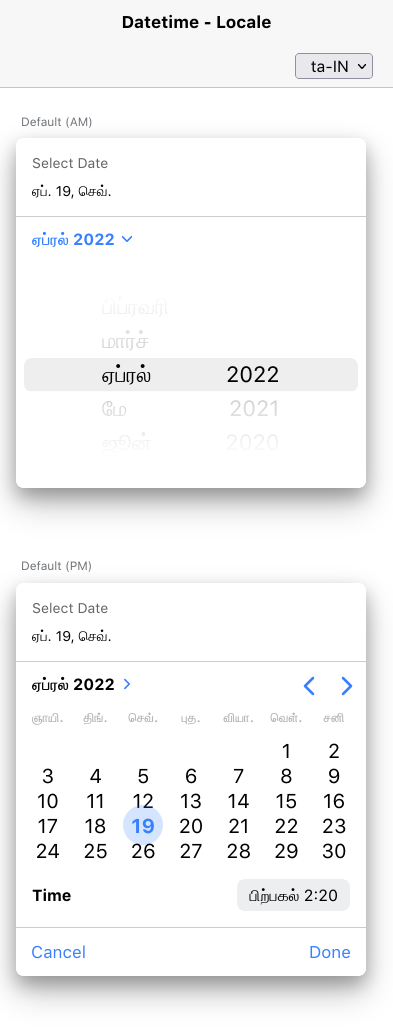 Datetime - Locale
ta-IN
Default (AM)
Select Date
ஏப். 19, செவ்.
ஏப்ரல் 2022
பிப்ரவரி
மார்ச்
ஏப்ரல் 2022
மே 2021
ஜூன் 2020
Default (PM)
Select Date
ஏப். 19, செவ்.
ஏப்ரல் 2022
ஞாயி. திங். செவ். புத. வியா. வெள். சனி
1 2
3 4 5 6 7 8 9
10 11 12 13 14 15 16
17 18 19 20 21 22 23
24 25 26 27 28 29 30
Time பிற்பகல் 2:20
Cancel Done